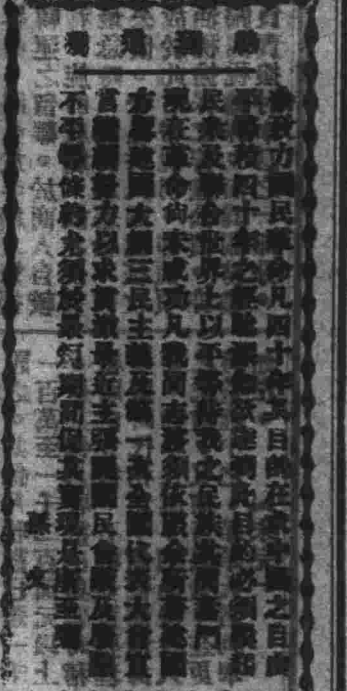 總理遺囑
余致力國民革命凡四十年其目的在求中國之自由
平等積四十年之經驗深知欲達到此目的必須喚起
民眾及聯合世界上以平等待我之民族共同奮鬥
現在革命尚未成功凡我同志務須依照余所著建國
方略建國大綱三民主義及第一次全國代表大會宣
言繼續努力以求貫徹最近主張開國民會議及廢除
不平等條約尤須於最短期間促其實現是所至囑
孫文